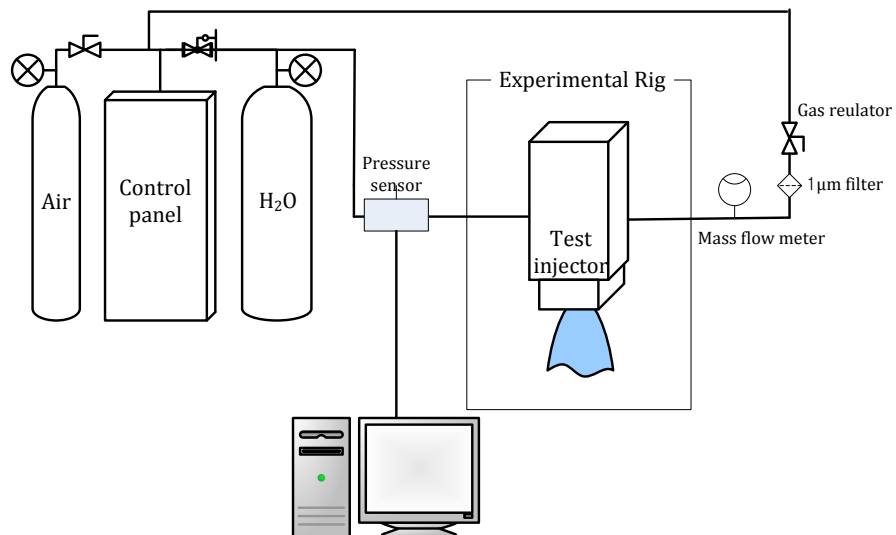 Experimental Rig
Gas reulator
Pressure
sensor
1μm filter
Air
Control
panel
H₂O
Test
injector
Mass flow meter